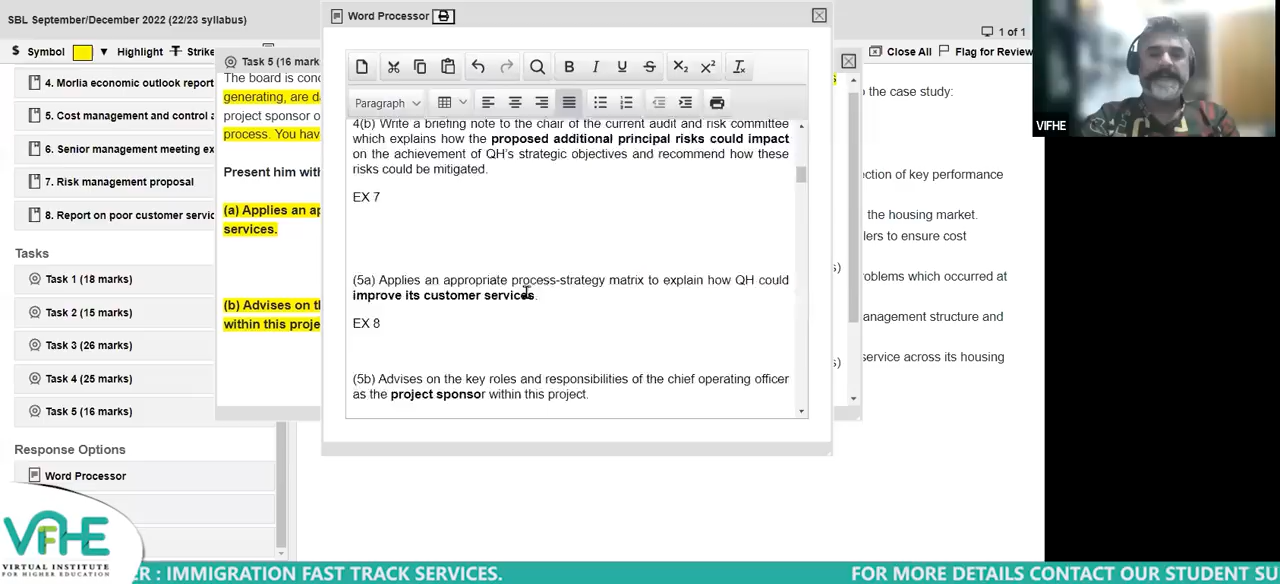 SBL September/December 2022 (22/23 syllabus)
Word Processor
1 of 1
Symbol
Highlight
Strike
Close All
Flag for Review
Task 5 (16 mark
4. Morlia economic outlook report
5. Cost management and control a
6. Senior management meeting ex
7. Risk management proposal
8. Report on poor customer servic
Tasks
Task 1 (18 marks)
Task 2 (15 marks)
Task 3 (26 marks)
Task 4 (25 marks)
Task 5 (16 marks)
Response Options
Word Processor
The board is conc
generating, are da
project sponsor o
process. You hav
Present him with
(a) Applies an ap
services.
(b) Advises on th
within this proje
Paragraph
4(b) Write a briefing note to the chair of the current audit and risk committee
which explains how the proposed additional principal risks could impact
on the achievement of QH's strategic objectives and recommend how these
risks could be mitigated.
EX 7
(5a) Applies an appropriate process-strategy matrix to explain how QH could
improve its customer services.
EX 8
(5b) Advises on the key roles and responsibilities of the chief operating officer
as the project sponsor within this project.
o the case study:
ction of key performance
the housing market.
lers to ensure cost
oblems which occurred at
anagement structure and
service across its housing
VIFHE
VIFHE
VIRTUAL INSTITUTE
FOR HIGHER EDUCATION
ER : IMMIGRATION FAST TRACK SERVICES.
FOR MORE DETAILS CONTACT OUR STUDENT SU